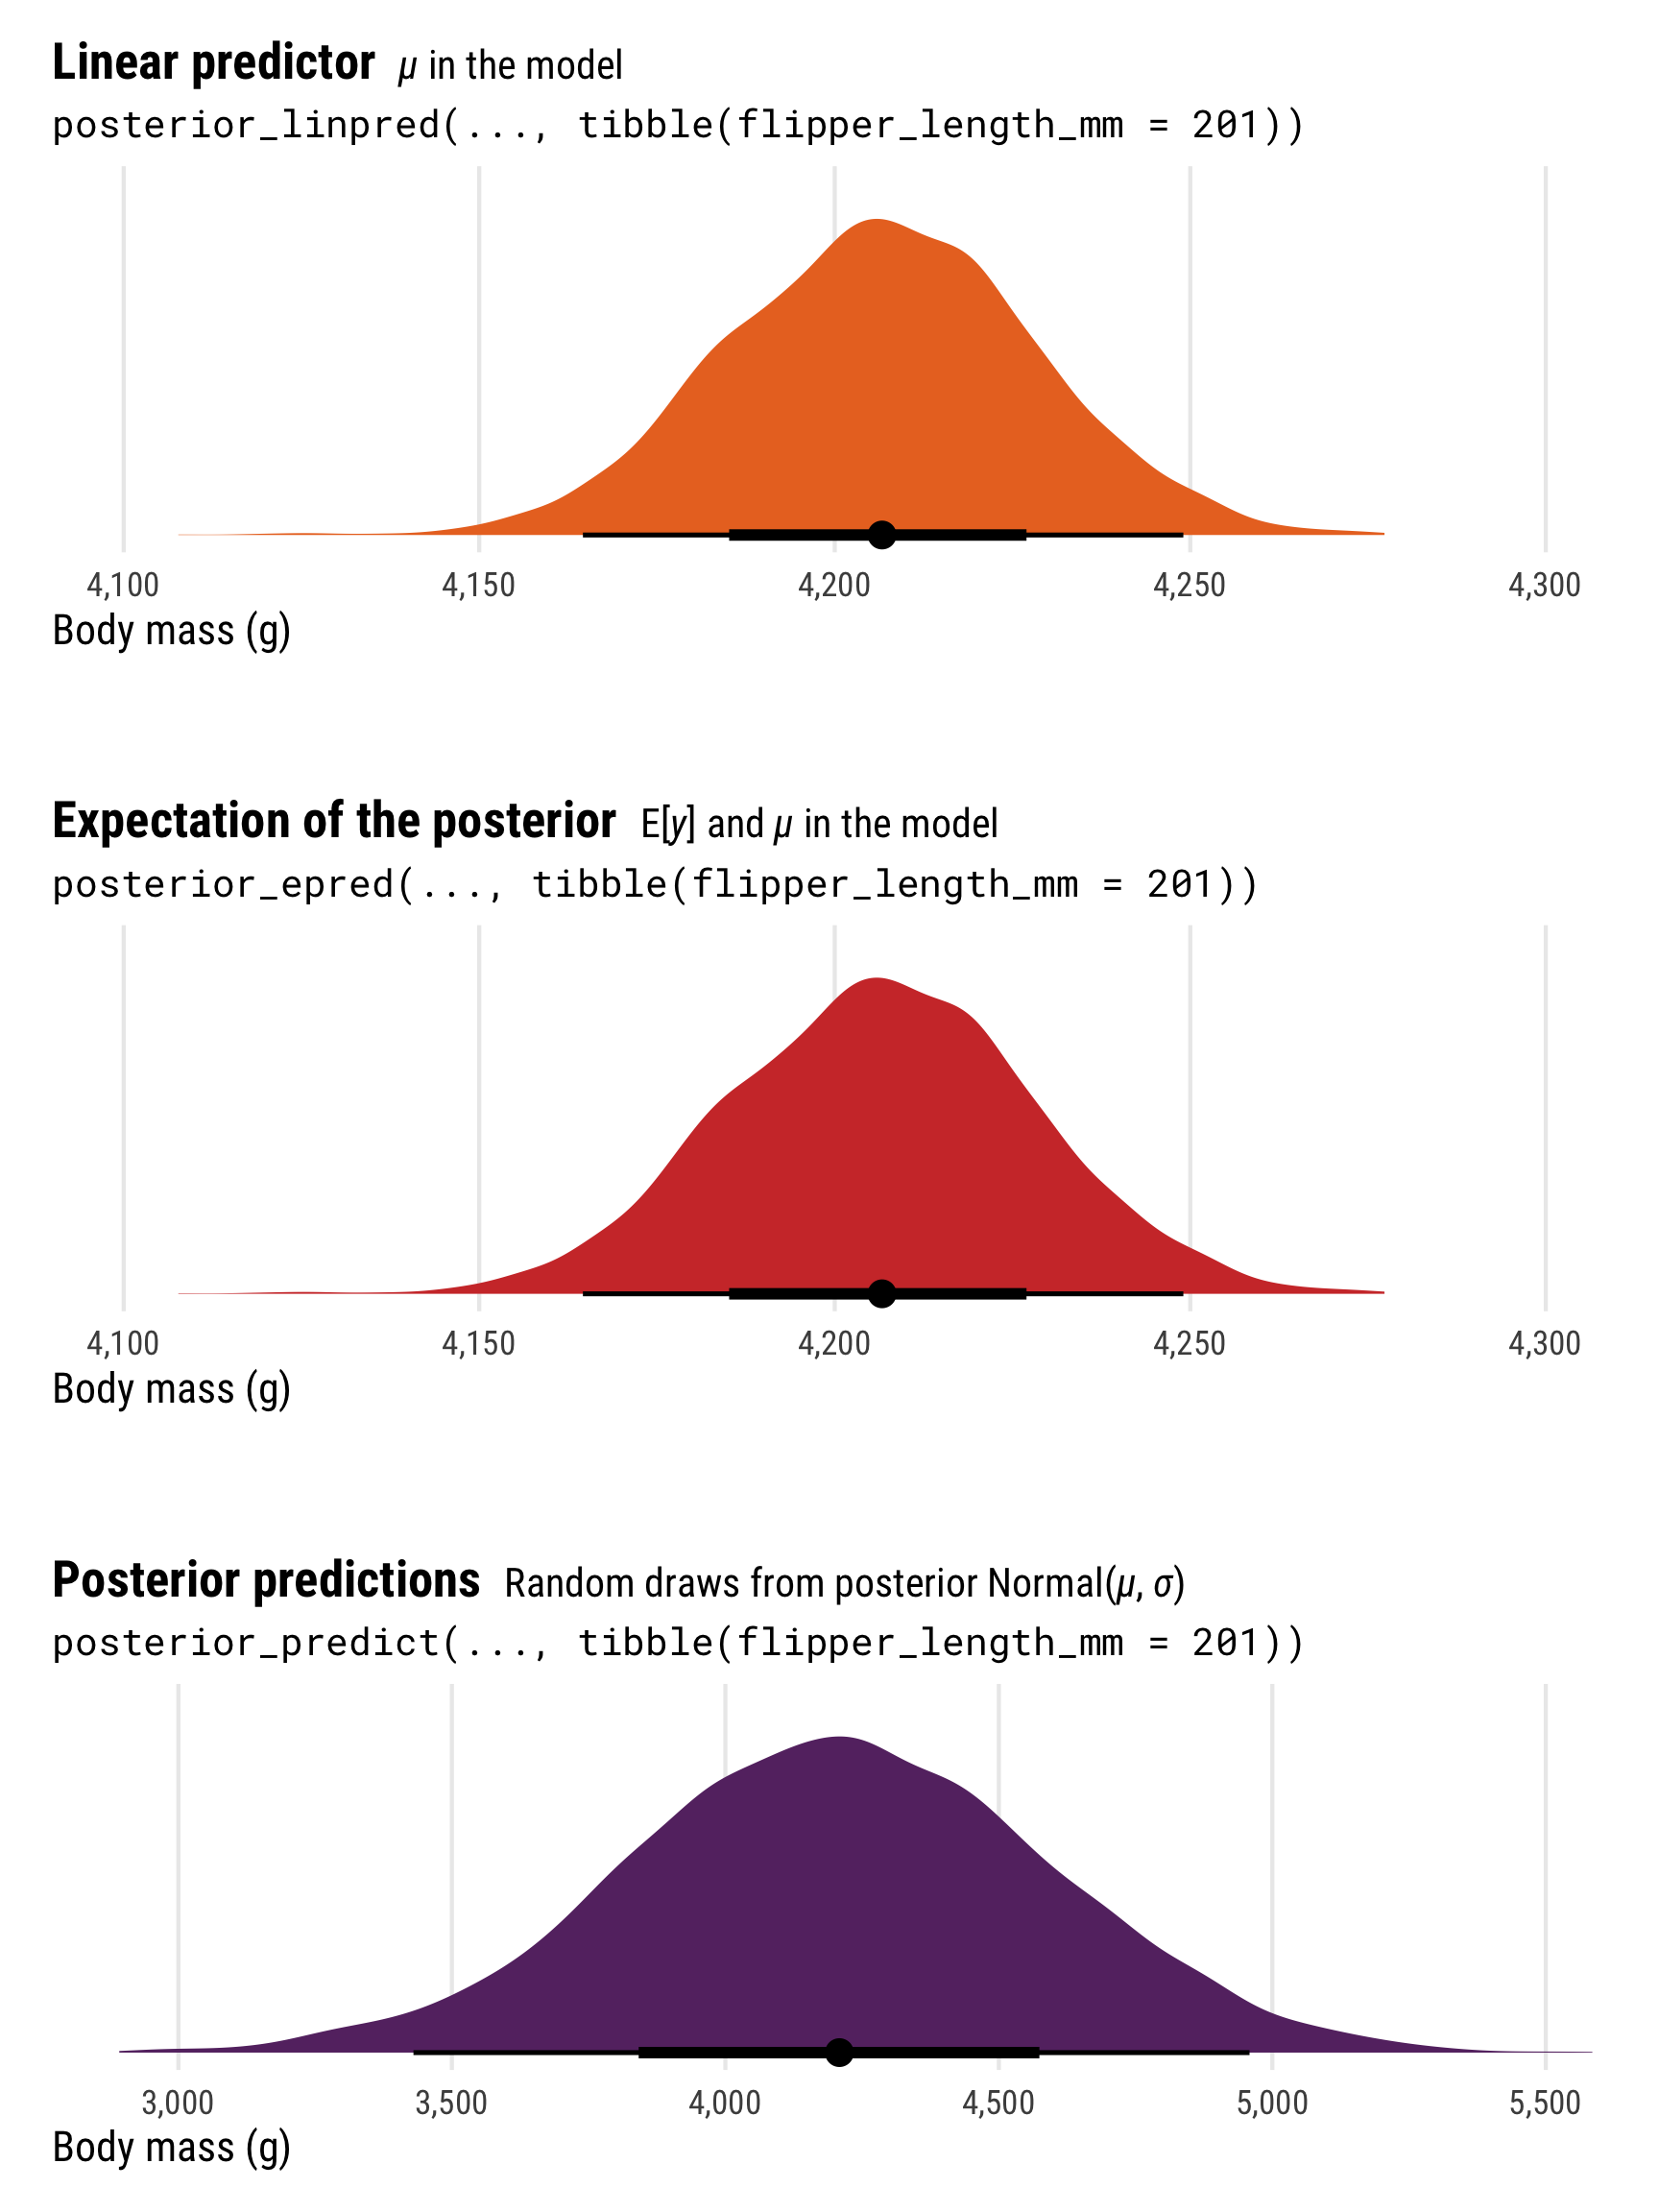 Linear predictor μ in the model
posterior_linpred(..., tibble(flipper_length_mm = 201))
4,100 4,150 4,200 4,250 4,300
Body mass (g)
Expectation of the posterior E[y] and μ in the model
posterior_epred(..., tibble(flipper_length_mm = 201))
4,100 4,150 4,200 4,250 4,300
Body mass (g)
Posterior predictions Random draws from posterior Normal(μ, σ)
posterior_predict(..., tibble(flipper_length_mm = 201))
3,000 3,500 4,000 4,500 5,000 5,500
Body mass (g)